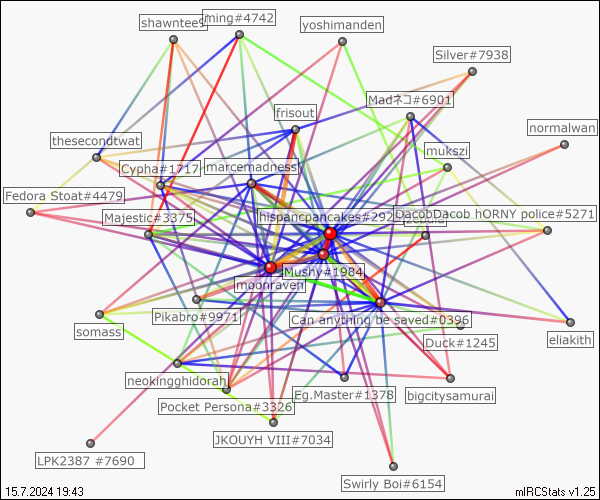 shawntee9
ming#4742
yoshimanden
Silver#7938
Madネコ#6901
frisout
normalwan
thesecondtwat
mukszi
Cypha#1717
marcemadness
Fedora Stoat#4479
Majestic#3375
hispancpancakes#292
DacobDacob hORNY police#5271
Mushy#1984
moonraven
Pikabro#9971
Can anything be saved#0396
somass
Duck#1245
eliakith
neokingghidorah
Pocket Persona#3326
Eg.Master#1378
bigcitysamurai
JKOUYH VIII#7034
LPK2387 #7690
Swirly Boi#6154
15.7.2024 19:43
mIRCStats v1.25